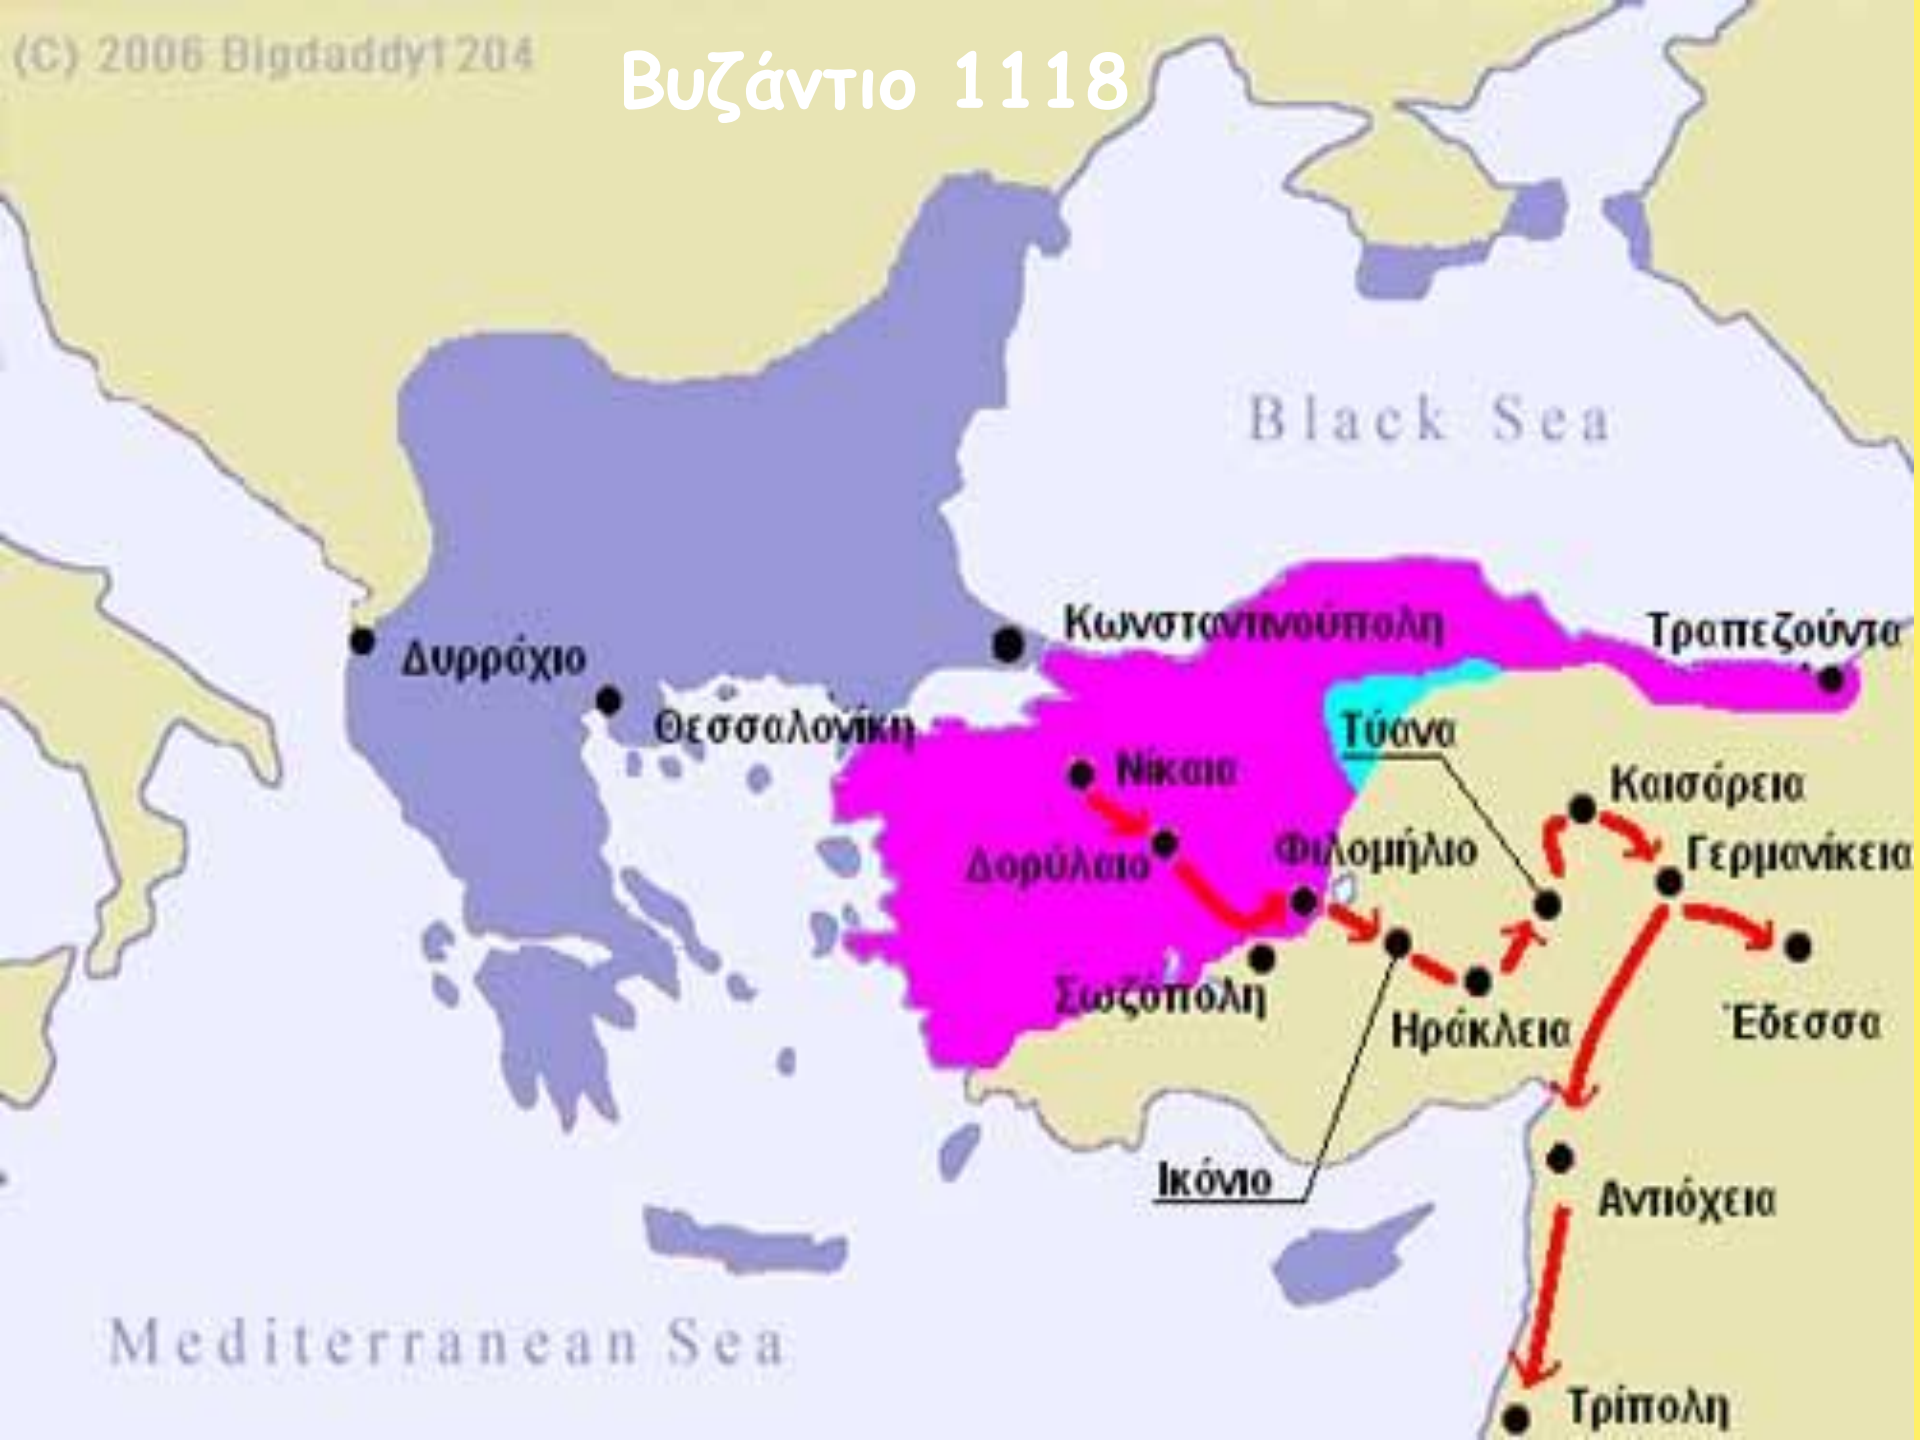 (C) 2006 Bigdaddy1204
Βυζάντιο 1118
Black Sea
Κωνσταντινούπολη
Τραπεζούντα
Δυρράχιο
Θεσσαλονίκη
Τύανα
Νίκαια
Καισάρεια
Δορύλαιο
Φιλομήλιο
Γερμανίκεια
Σωζόπολη
Ηράκλεια
Έδεσσα
Ικόνιο
Αντιόχεια
Mediterranean Sea
Τρίπολη